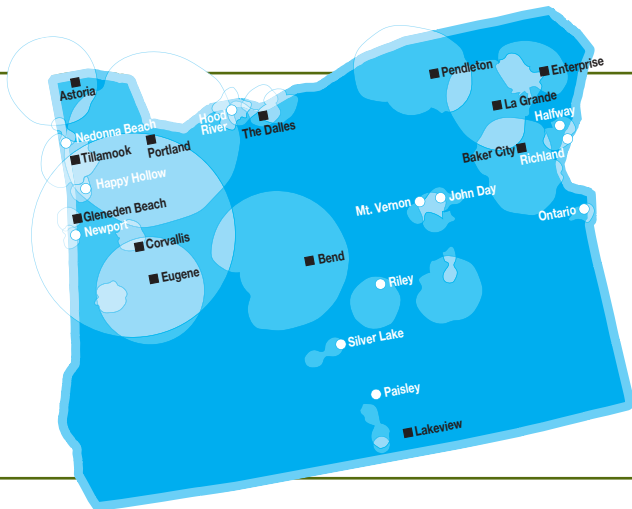 Astoria
Nedonna Beach
Tillamook
Portland
Happy Hollow
Gleneden Beach
Newport
Corvallis
Eugene
Hood
River
The Dalles
Pendleton
Enterprise
La Grande
Halfway
Baker City
Richland
Mt. Vernon
John Day
Ontario
Bend
Riley
Silver Lake
Paisley
Lakeview